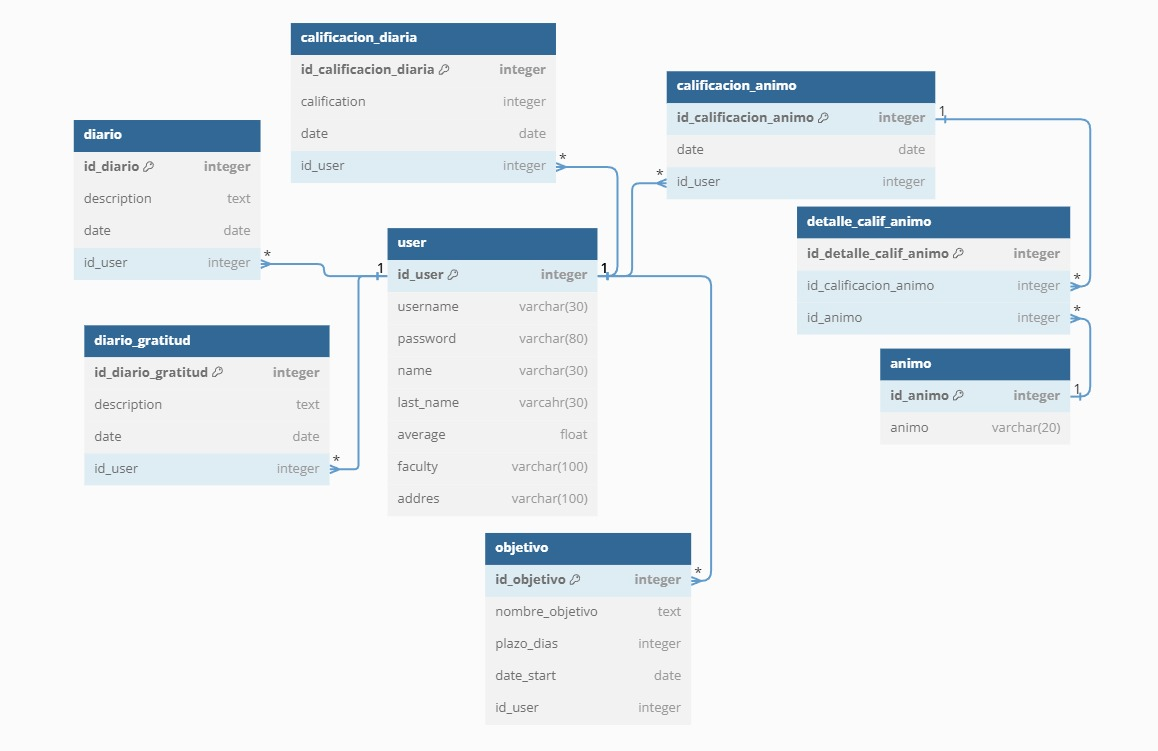 calificacion_diaria
id_calificacion_diaria integer
calification integer
date date
id_user integer
*
calificacion_animo
id_calificacion_animo integer
1
date date
id_user integer
*
diario
id_diario integer
description text
date date
id_user integer
*
detalle_calif_animo
id_detalle_calif_animo integer
id_calificacion_animo integer
*
id_animo integer
*
user
1
id_user integer
1
username varchar(30)
password varchar(80)
name varchar(30)
last_name varcahr(30)
average float
faculty varchar(100)
addres varchar(100)
diario_gratitud
id_diario_gratitud integer
description text
date date
id_user integer
*
animo
id_animo integer
1
animo varchar(20)
objetivo
id_objetivo integer
*
nombre_objetivo text
plazo_dias integer
date_start date
id_user integer